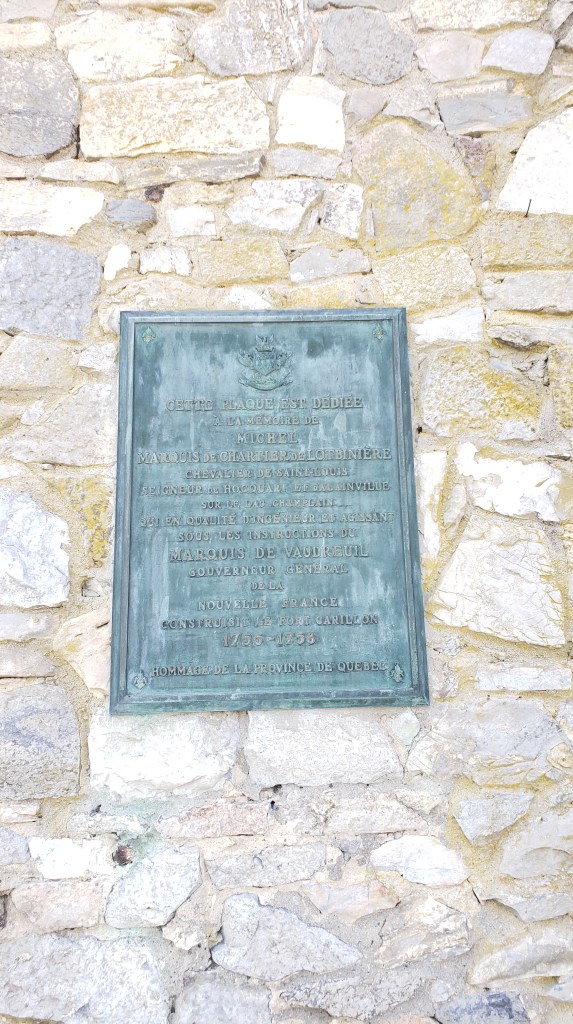 CETTE PLAQUE EST DÉDIÉE
À LA MÉMOIRE DE
MICHEL
MARQUIS DE CHARTIER DE LOTBINIÈRE
CHEVALIER DE SAINT LOUIS
SEIGNEUR DE HOCQUART ET D'ALAINVILLE
SUR LE LAC CHAMPLAIN,
QUI EN QUALITÉ D'INGÉNIEUR ET AGISSANT
SOUS LES INSTRUCTIONS DU
MARQUIS DE VAUDREUIL
GOUVERNEUR GÉNÉRAL
DE LA
NOUVELLE FRANCE
CONSTRUISIT LE FORT CARILLON
1755-1758
HOMMAGE DE LA PROVINCE DE QUÉBEC